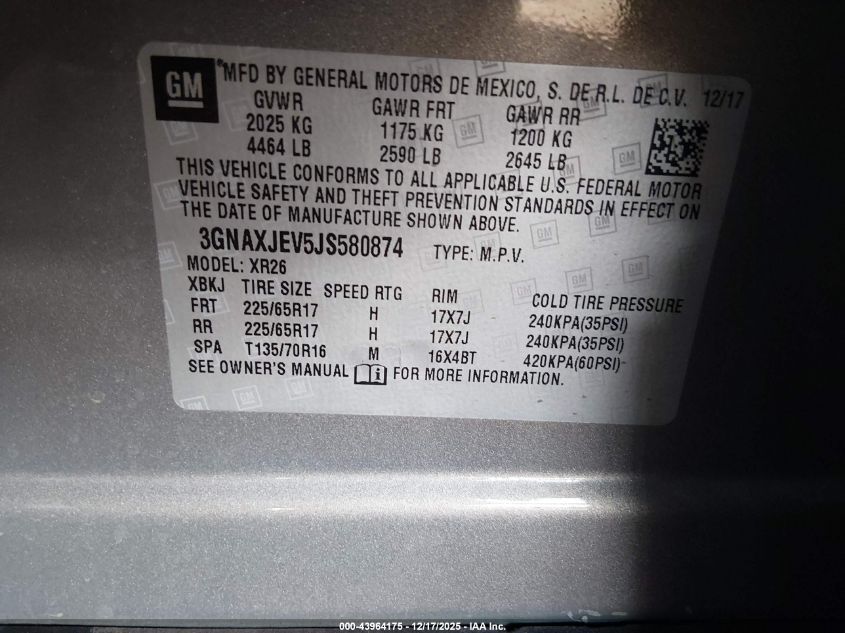 GM ®MFD BY GENERAL MOTORS DE MEXICO, S. DE R.L. DE C.V. 12/17
GVWR GAWR FRT GAWR RR
2025 KG 1175 KG 1200 KG
4464 LB 2590 LB 2645 LB
THIS VEHICLE CONFORMS TO ALL APPLICABLE U.S. FEDERAL MOTOR
VEHICLE SAFETY AND THEFT PREVENTION STANDARDS IN EFFECT ON
THE DATE OF MANUFACTURE SHOWN ABOVE.
3GNAXJEV5JS580874 TYPE: M.P.V.
MODEL: XR26
XBKJ TIRE SIZE SPEED RTG RIM COLD TIRE PRESSURE
FRT 225/65R17 H 17X7J 240KPA(35PSI)
RR 225/65R17 H 17X7J 240KPA(35PSI)
SPA T135/70R16 M 16X4BT 420KPA(60PSI)
SEE OWNER'S MANUAL FOR MORE INFORMATION.
000-43964175 - 12/17/2025 - IAA Inc.